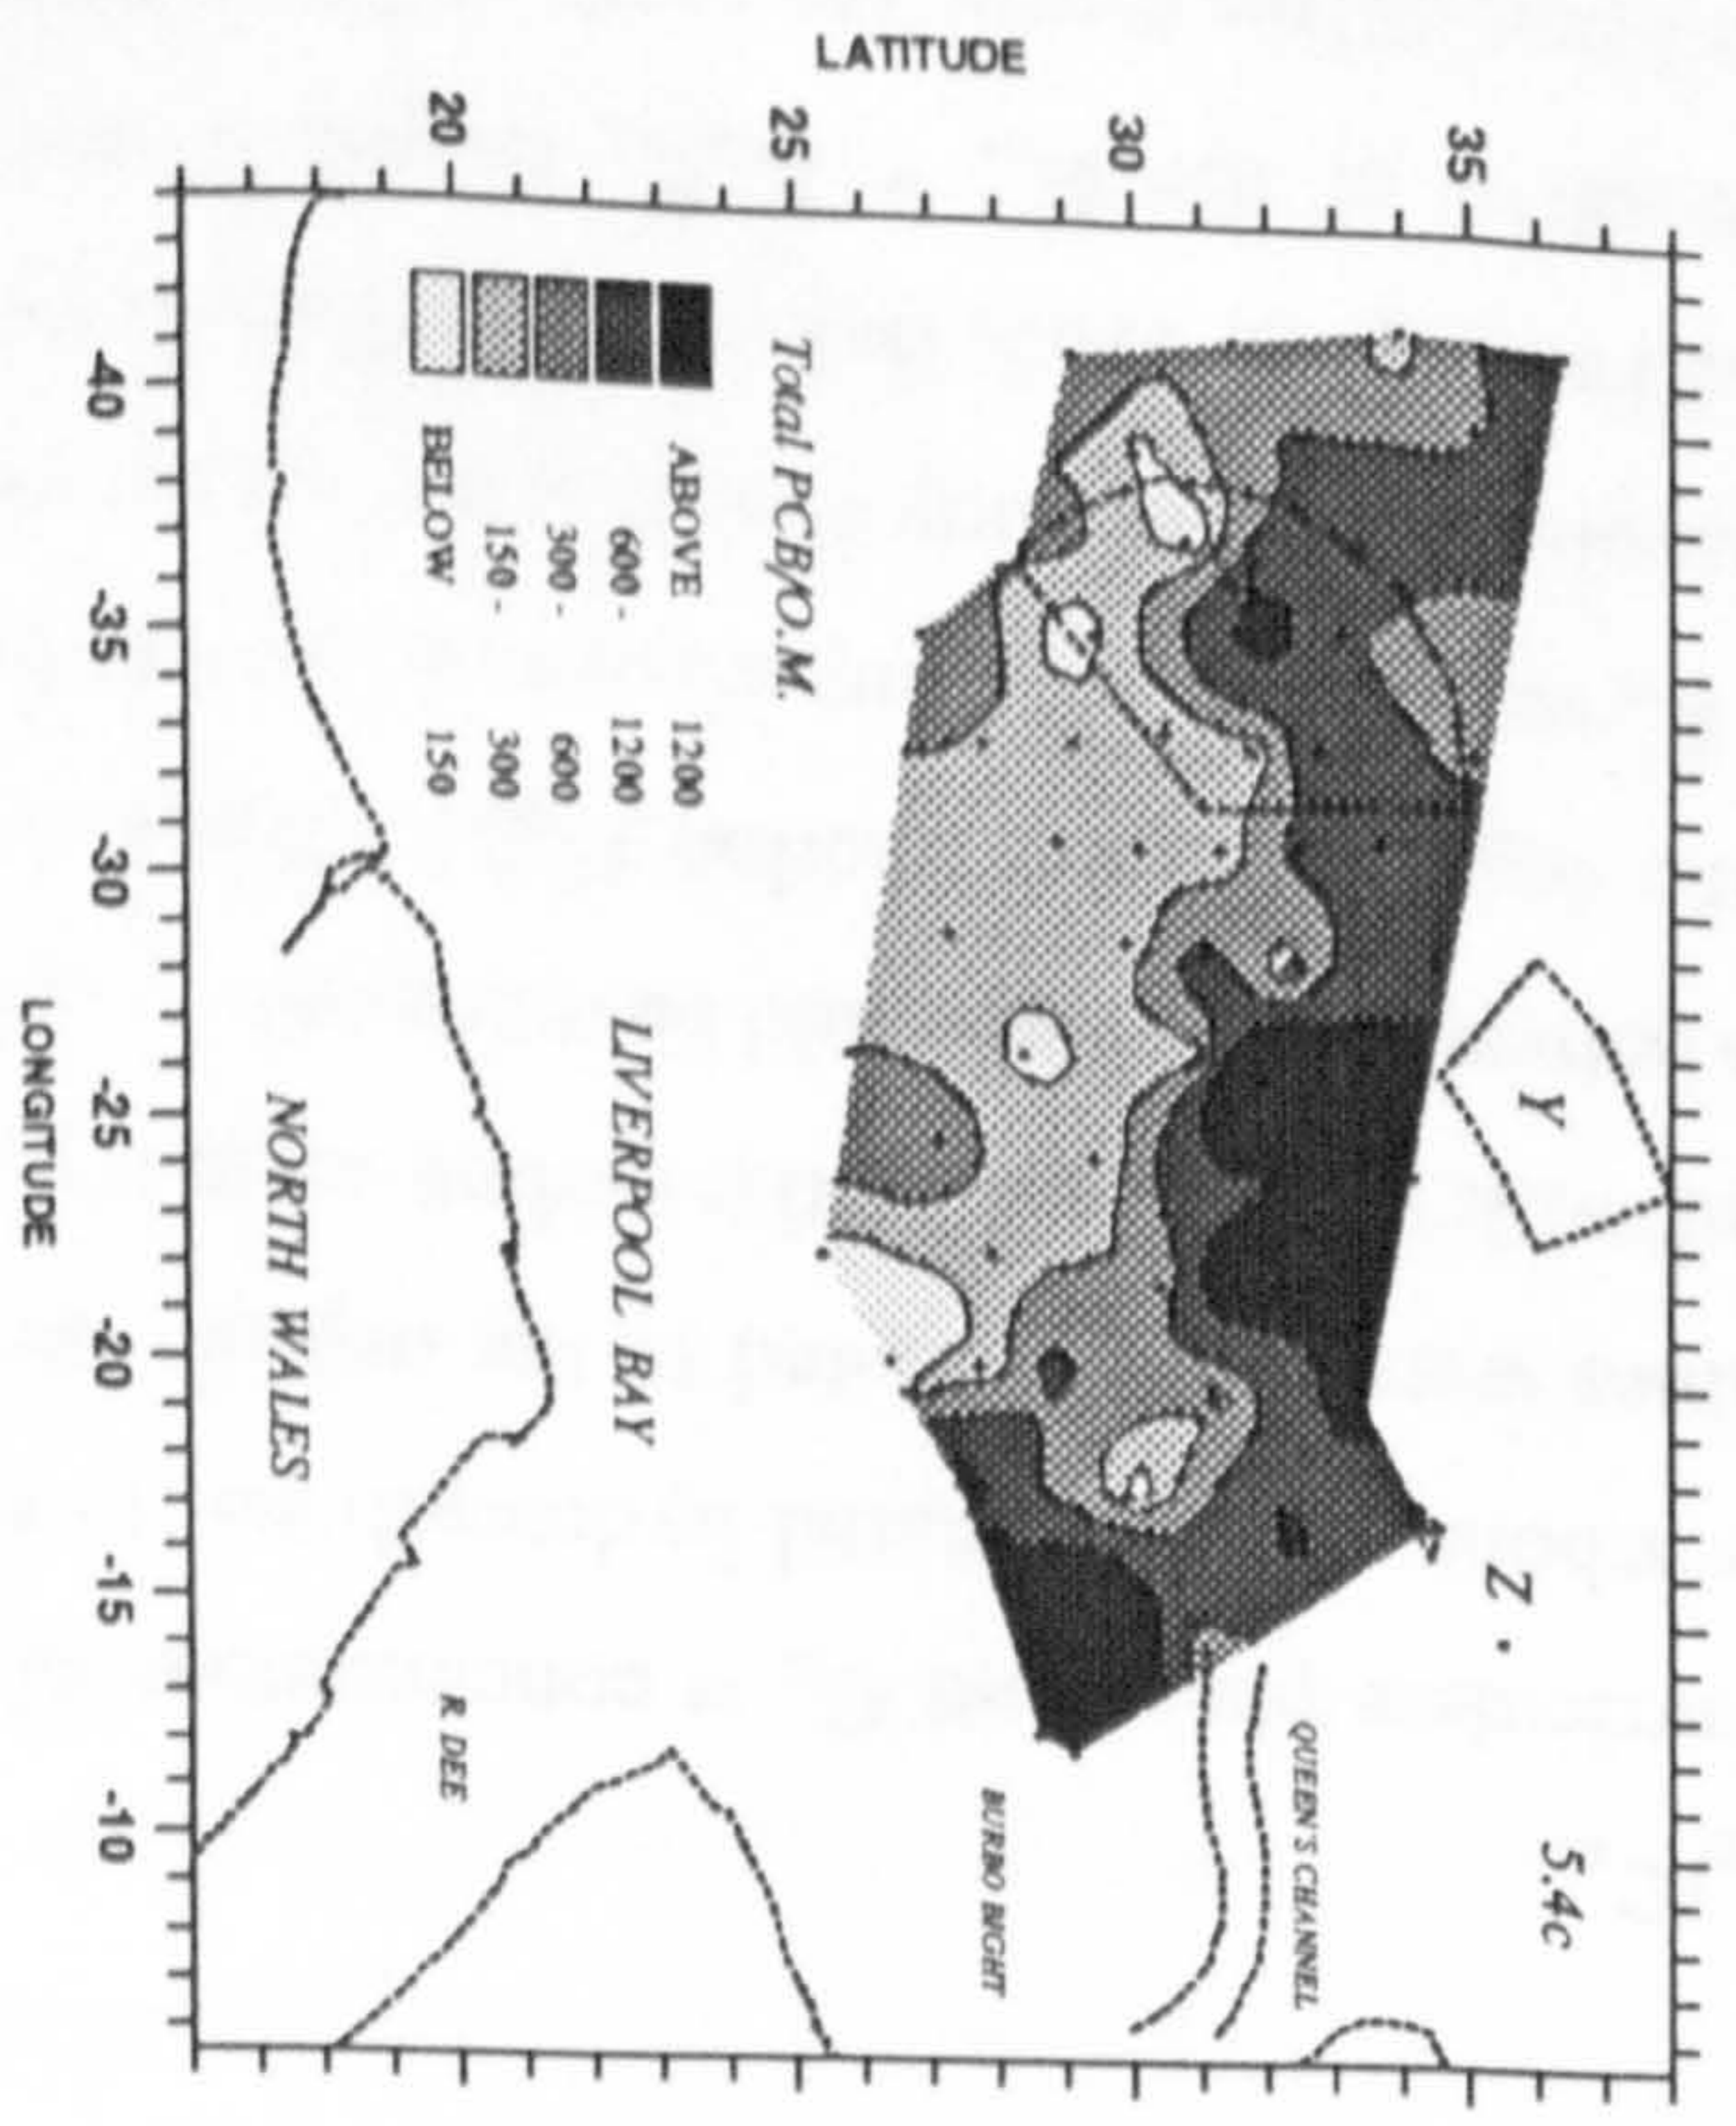 5.4c
35
30
25
20
LATITUDE
Y
Z
QUEEN'S CHANNEL
BURBO BIGHT
Total PCB/O.M.
ABOVE 1200
600 - 1200
300 - 600
150 - 300
BELOW 150
LIVERPOOL BAY
R DEE
NORTH WALES
-40 -35 -30 -25 -20 -15 -10
LONGITUDE